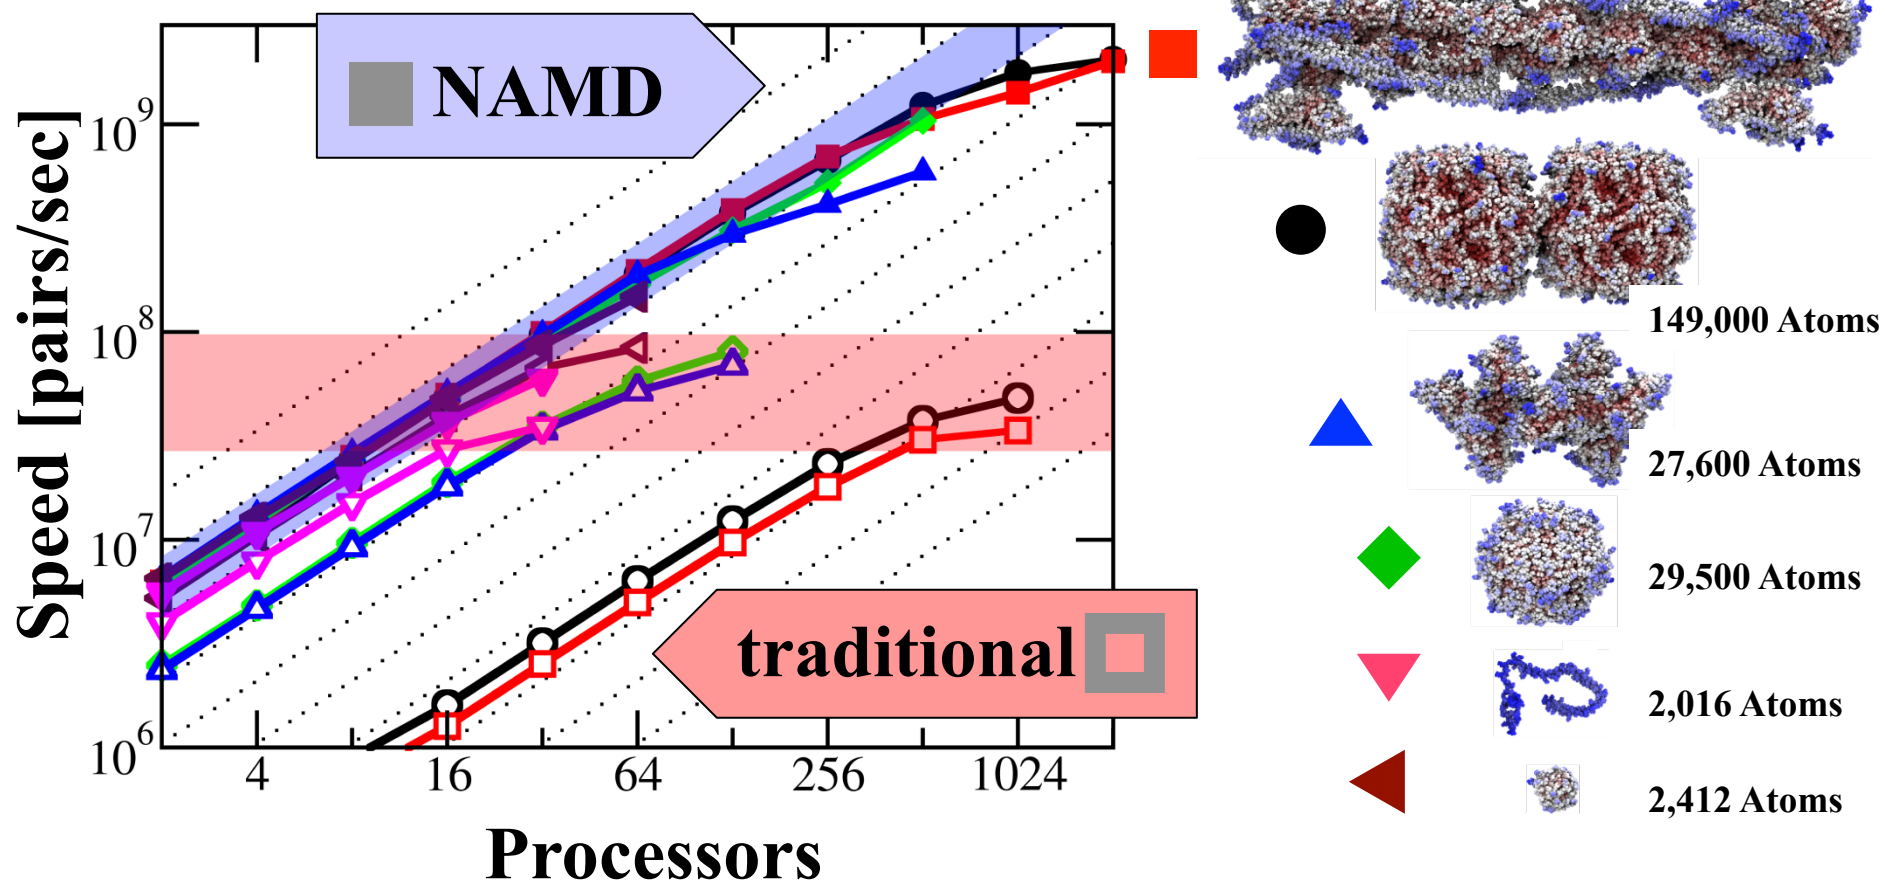 NAMD
Speed [pairs/sec]
10^9
10^8
10^7
10^6
traditional
4 16 64 256 1024
Processors
149,000 Atoms
27,600 Atoms
29,500 Atoms
2,016 Atoms
2,412 Atoms